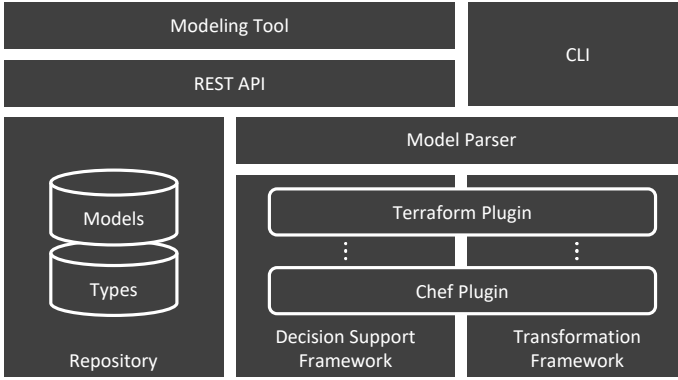 Modeling Tool
CLI
REST API
Model Parser
Models
Types
Repository
Terraform Plugin
Chef Plugin
Decision Support
Framework
Transformation
Framework